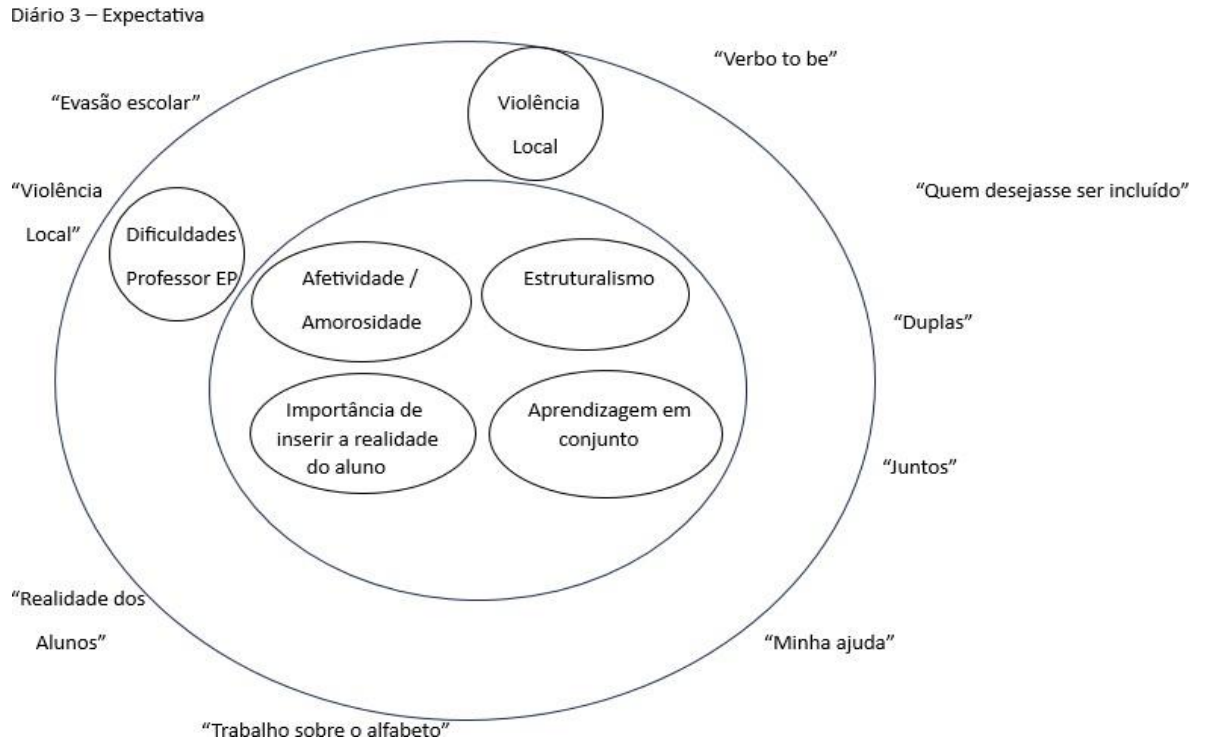 Diário 3 – Expectativa
“Verbo to be”
“Evasão escolar”
Violência
Local
“Violência
Local”
“Quem desejasse ser incluído”
Dificuldades
Professor EP
Afetividade /
Amorosidade
Estruturalismo
“Duplas”
Importância de
inserir a realidade
do aluno
Aprendizagem em
conjunto
“Juntos”
“Realidade dos
Alunos”
“Minha ajuda”
“Trabalho sobre o alfabeto”